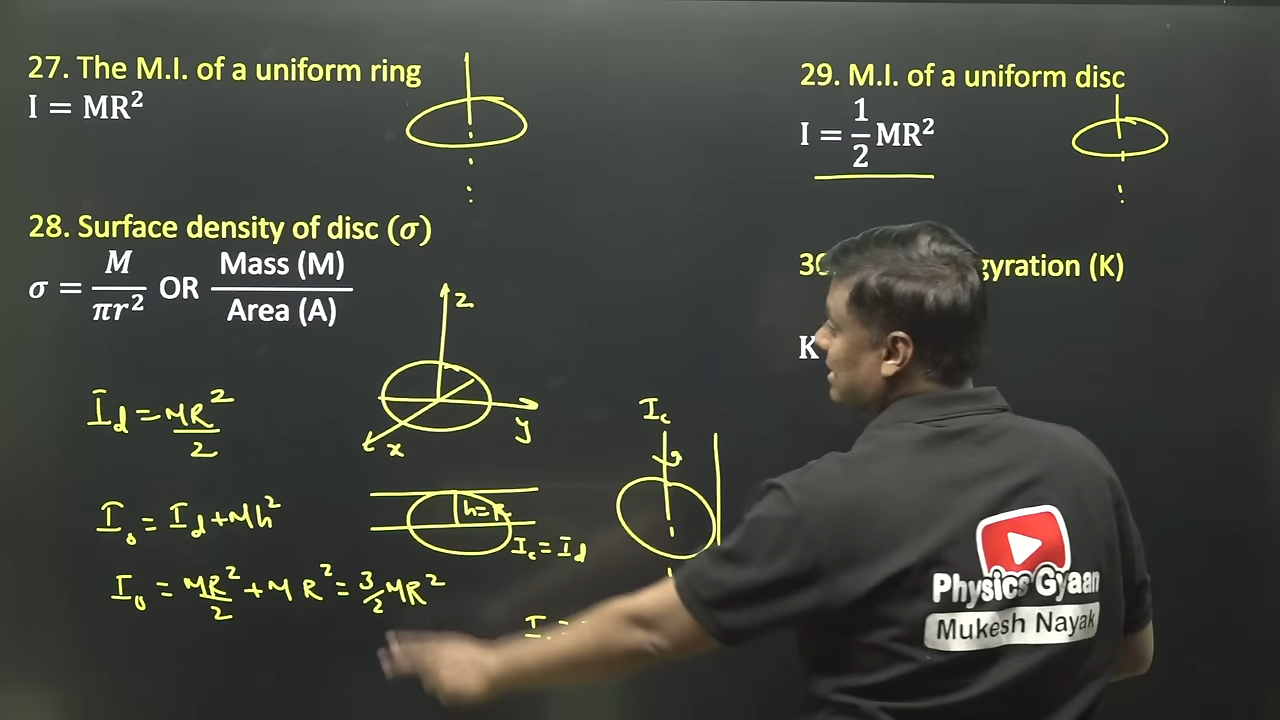 27. The M.I. of a uniform ring
I = MR²
28. Surface density of disc (σ)
σ = M/πr² OR Mass (M)/Area (A)
z
y
x
I_d = MR²/2
I_o = I_d + Mh²
h=R
I_c = I_d
I_o = MR²/2 + MR² = 3/2 MR²
I_c
I =
29. M.I. of a uniform disc
I = 1/2 MR²
gyration (K)
K
Physics Gyaan
Mukesh Nayak